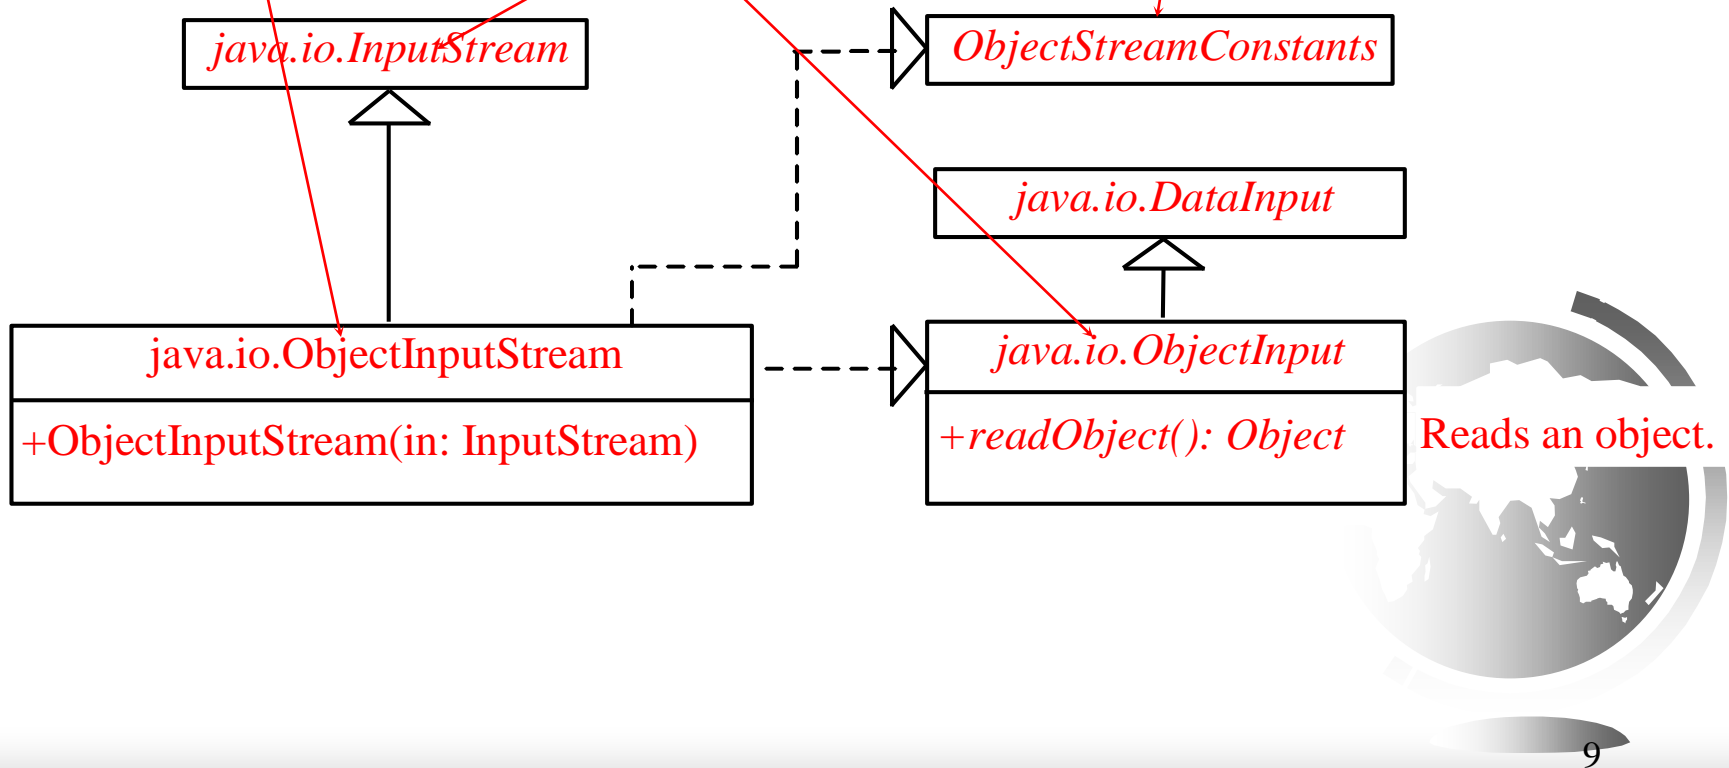 java.io.InputStream
ObjectStreamConstants
java.io.DataInput
java.io.ObjectInputStream
java.io.ObjectInput
+ObjectInputStream(in: InputStream)
+readObject(): Object
Reads an object.
9